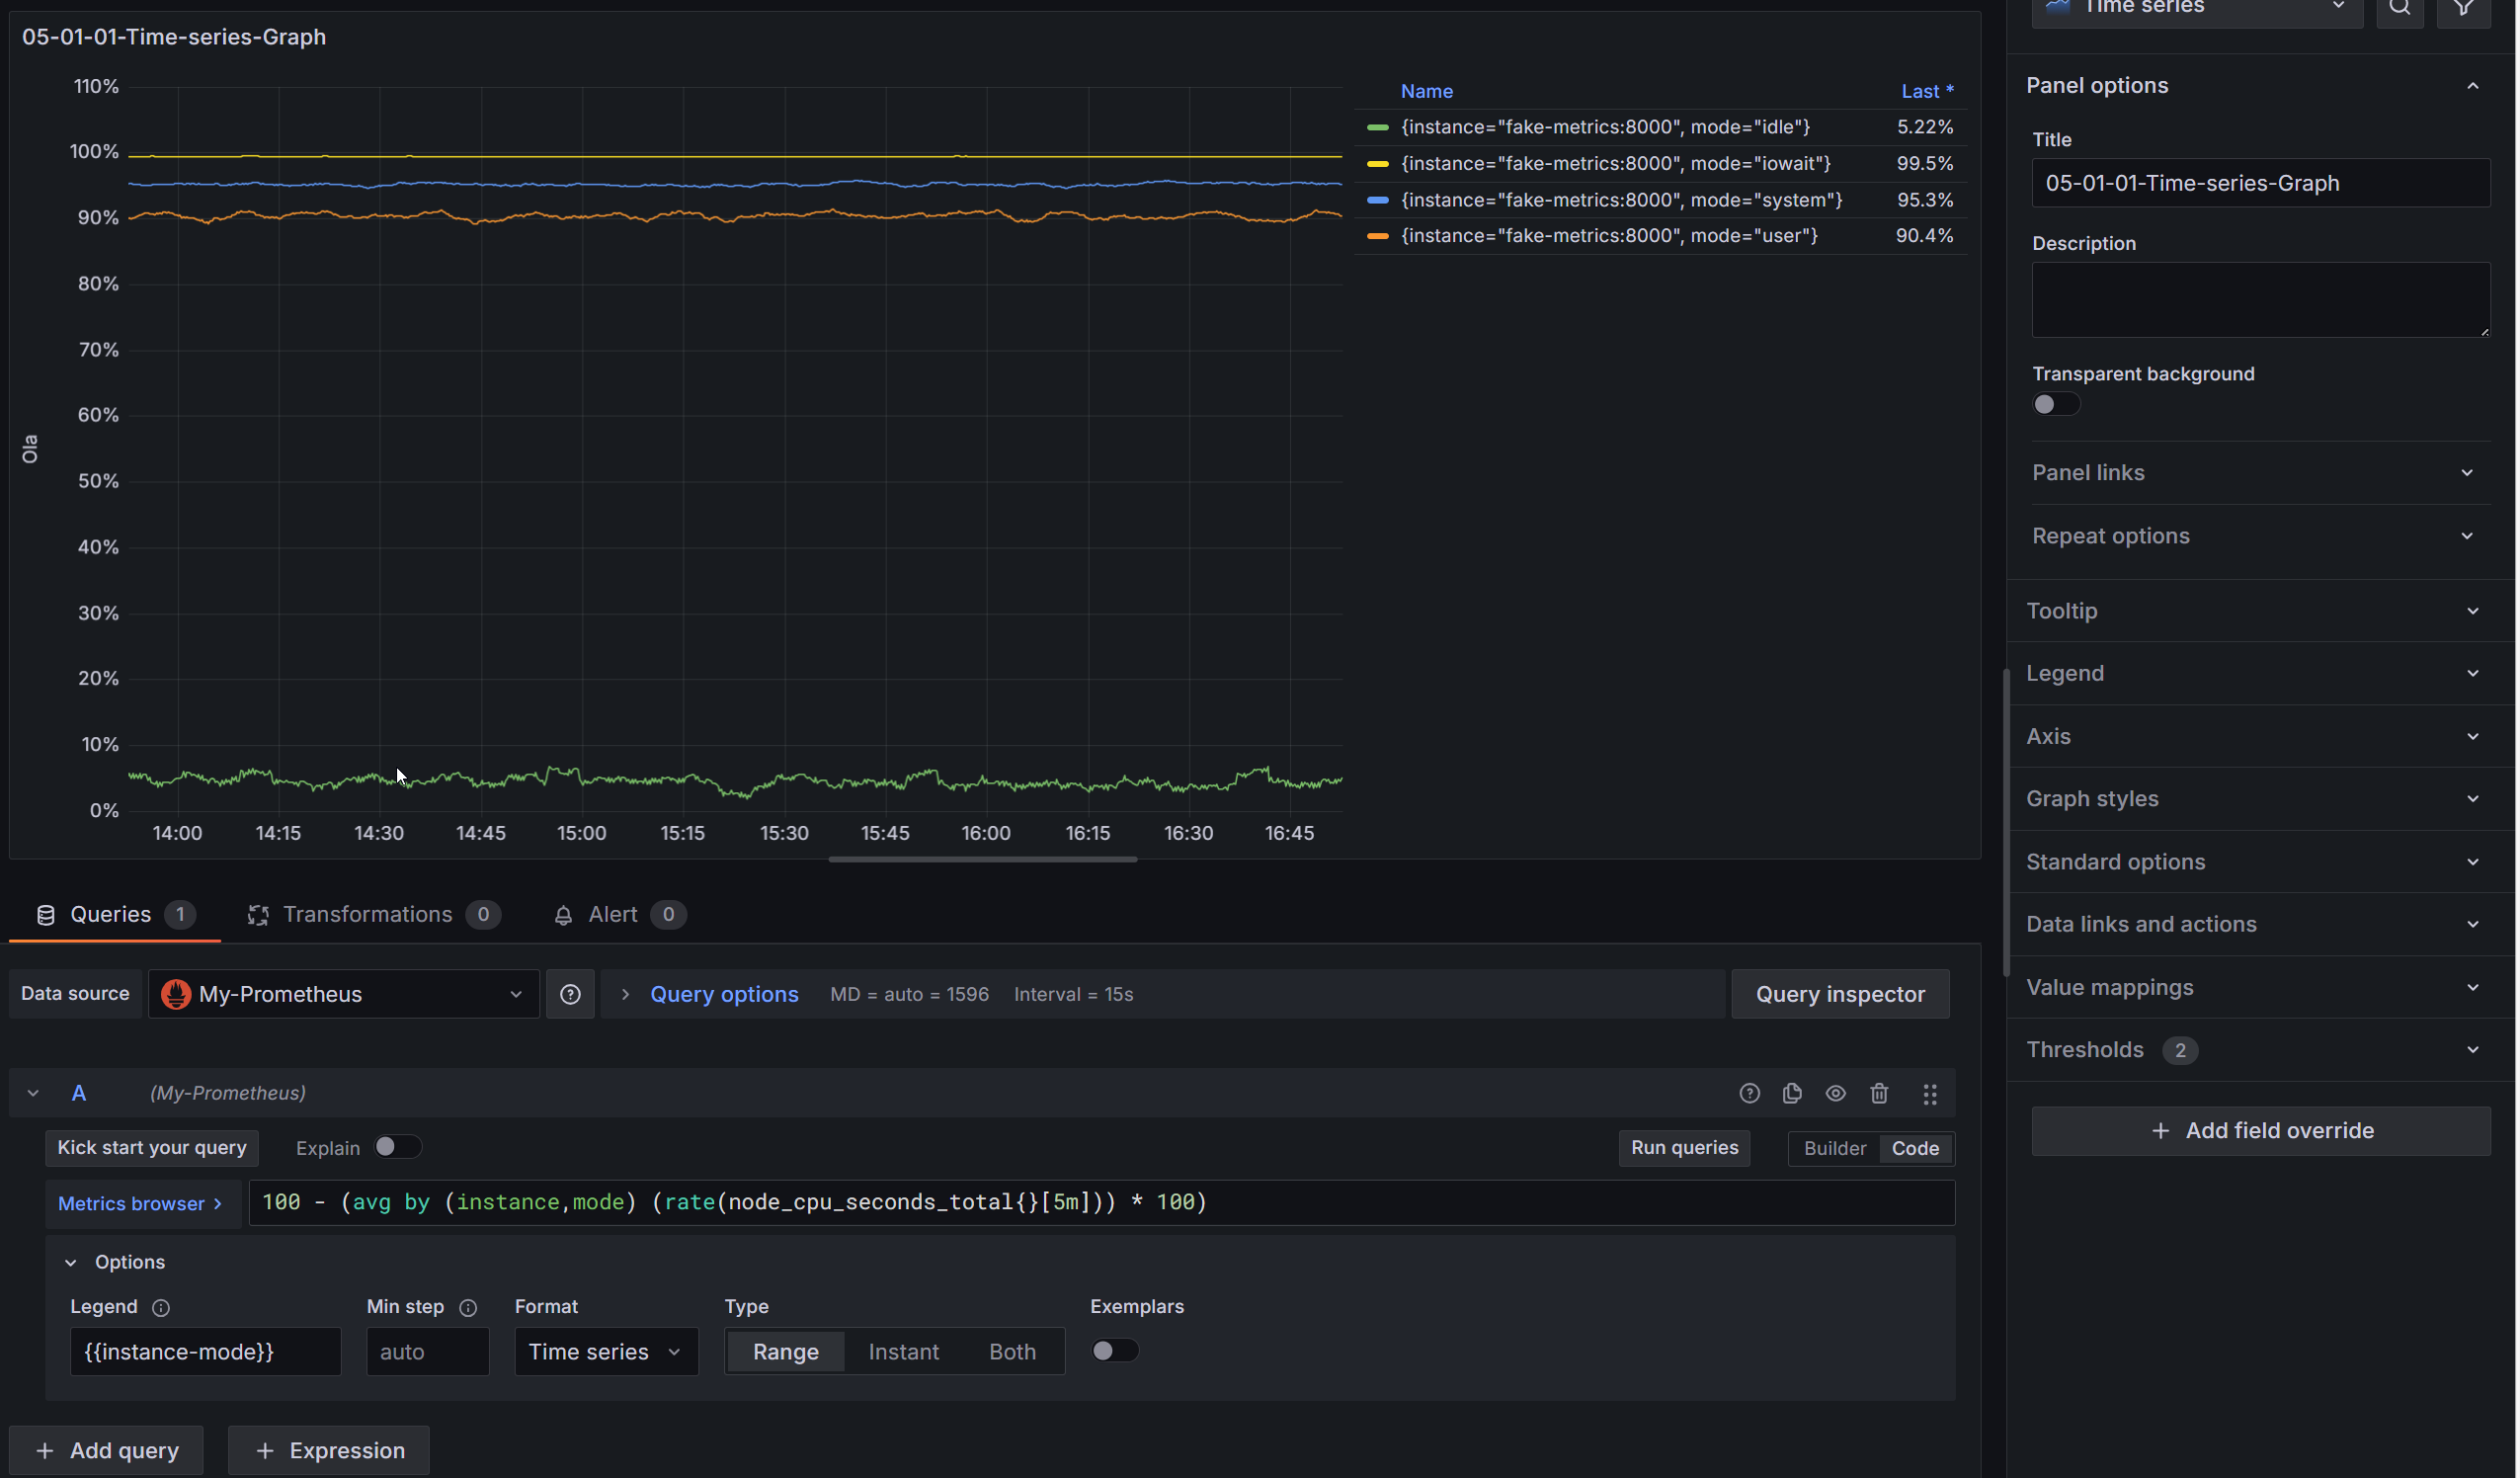 05-01-01-Time-series-Graph
110%
100%
90%
80%
70%
60%
50%
40%
30%
20%
10%
0%
Ola
14:00 14:15 14:30 14:45 15:00 15:15 15:30 15:45 16:00 16:15 16:30 16:45
Name Last *
{instance="fake-metrics:8000", mode="idle"} 5.22%
{instance="fake-metrics:8000", mode="iowait"} 99.5%
{instance="fake-metrics:8000", mode="system"} 95.3%
{instance="fake-metrics:8000", mode="user"} 90.4%
Queries 1 Transformations 0 Alert 0
Data source My-Prometheus Query options MD = auto = 1596 Interval = 15s Query inspector
A (My-Prometheus)
Kick start your query Explain Run queries Builder Code
Metrics browser > 100 - (avg by (instance,mode) (rate(node_cpu_seconds_total{}[5m])) * 100)
Options
Legend Min step Format Type Exemplars
{{instance-mode}} auto Time series Range Instant Both
+ Add query + Expression
Time series
Panel options
Title
05-01-01-Time-series-Graph
Description
Transparent background
Panel links
Repeat options
Tooltip
Legend
Axis
Graph styles
Standard options
Data links and actions
Value mappings
Thresholds 2
+ Add field override